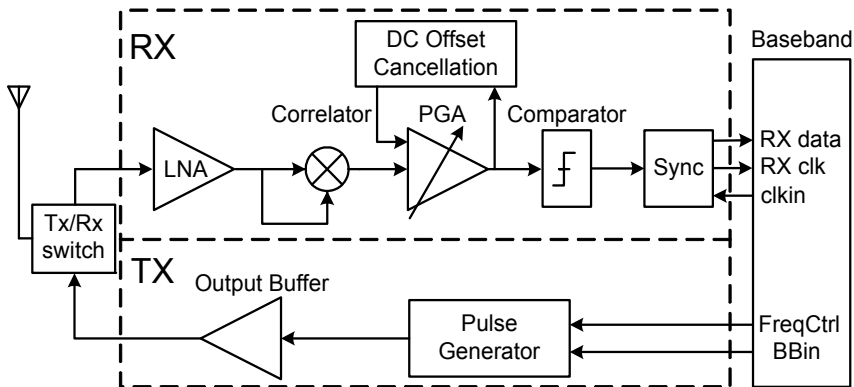 RX
DC Offset
Cancellation
Baseband
Correlator
PGA
Comparator
LNA
Sync
RX data
RX clk
clkin
Tx/Rx
switch
TX
Output Buffer
Pulse
Generator
FreqCtrl
BBin